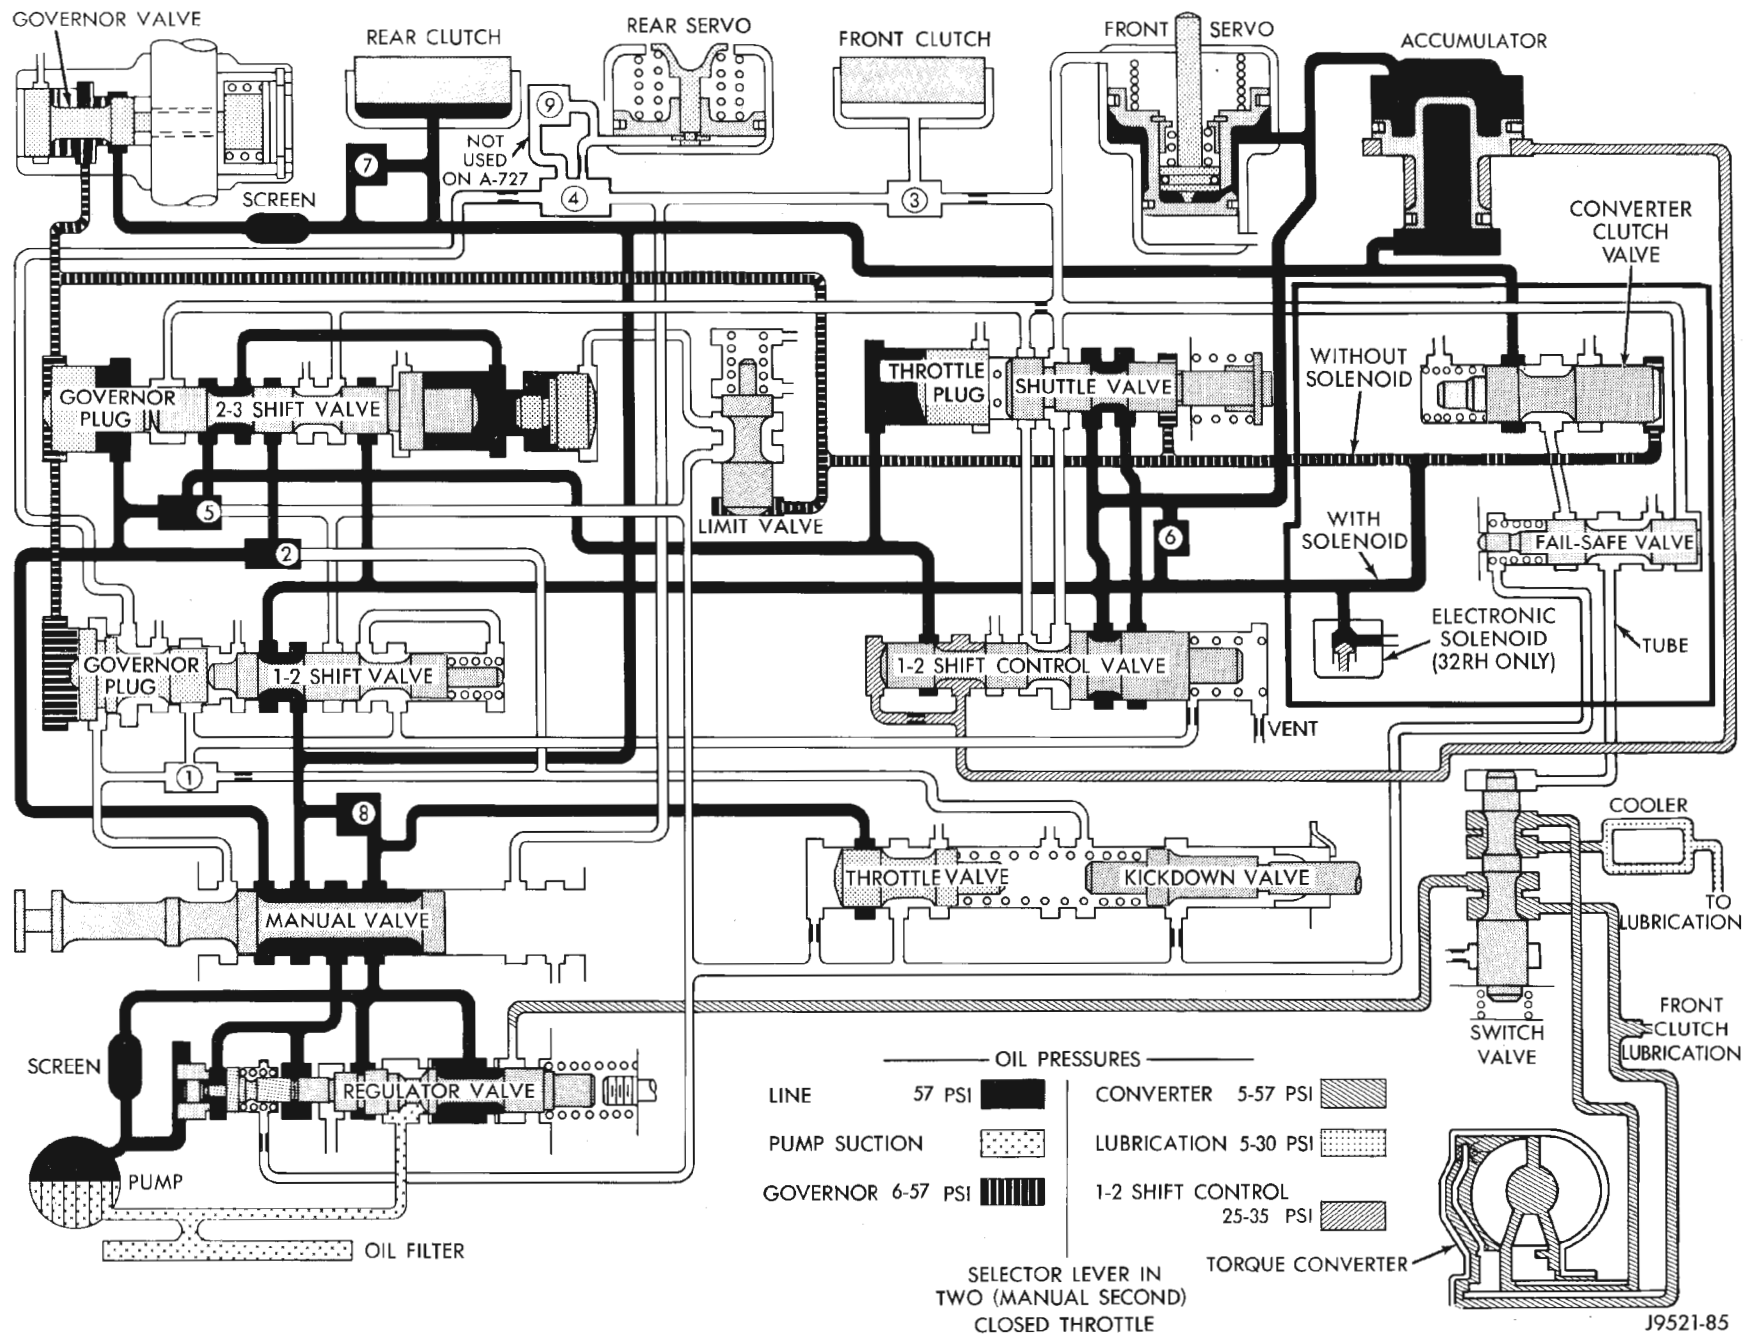 GOVERNOR VALVE
REAR CLUTCH
REAR SERVO
FRONT CLUTCH
FRONT SERVO
ACCUMULATOR
9
NOT
USED
ON A-727
7
4
3
SCREEN
CONVERTER
CLUTCH
VALVE
WITHOUT
SOLENOID
GOVERNOR
PLUG
2-3 SHIFT VALVE
THROTTLE
PLUG
SHUTTLE VALVE
5
LIMIT VALVE
2
6
WITH
SOLENOID
FAIL-SAFE VALVE
ELECTRONIC
SOLENOID
(32RH ONLY)
TUBE
GOVERNOR
PLUG
1-2 SHIFT VALVE
1-2 SHIFT CONTROL VALVE
VENT
1
8
COOLER
THROTTLE VALVE
KICKDOWN VALVE
TO
LUBRICATION
MANUAL VALVE
SWITCH
VALVE
FRONT
CLUTCH
LUBRICATION
SCREEN
REGULATOR VALVE
PUMP
OIL FILTER
OIL PRESSURES
LINE 57 PSI
PUMP SUCTION
GOVERNOR 6-57 PSI
CONVERTER 5-57 PSI
LUBRICATION 5-30 PSI
1-2 SHIFT CONTROL
25-35 PSI
TORQUE CONVERTER
SELECTOR LEVER IN
TWO (MANUAL SECOND)
CLOSED THROTTLE
J9521-85